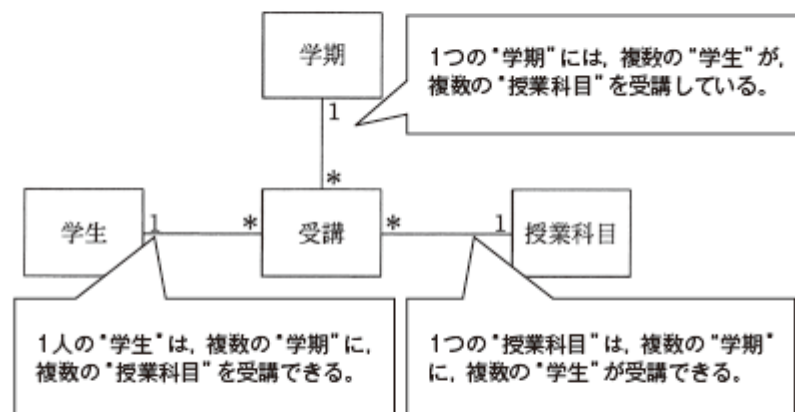 学期
1つの"学期"には，複数の"学生"が，
複数の"授業科目"を受講している。
1
*
学生
1
*
受講
*
1
授業科目
1人の"学生"は，複数の"学期"に，
複数の"授業科目"を受講できる。
1つの"授業科目"は，複数の"学期"
に，複数の"学生"が受講できる。